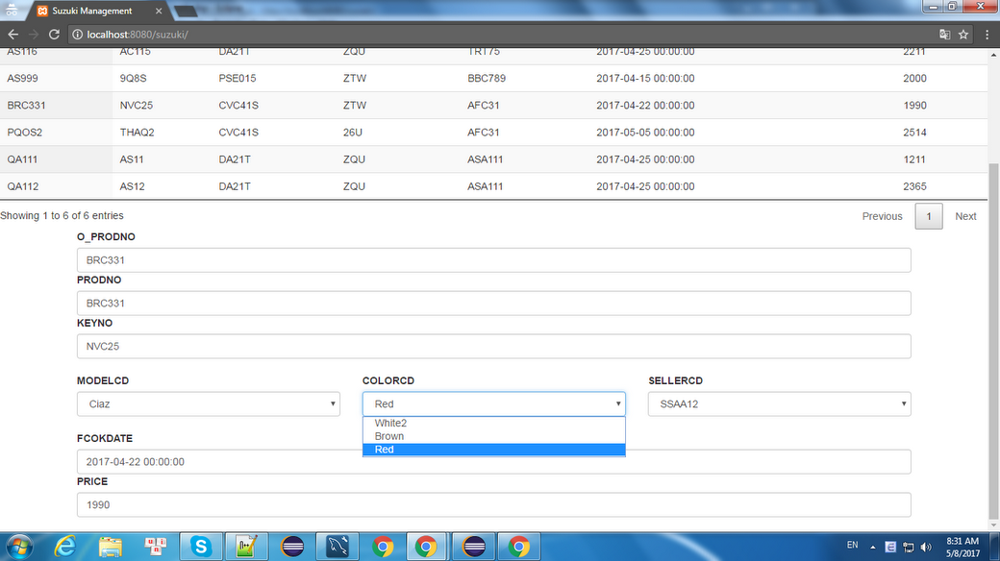 Suzuki Management
localhost:8080/suzuki/
AS116 AC115 DA21T ZQU TRT75 2017-04-25 00:00:00 2211
AS999 9Q8S PSE015 ZTW BBC789 2017-04-15 00:00:00 2000
BRC331 NVC25 CVC41S ZTW AFC31 2017-04-22 00:00:00 1990
PQOS2 THAQ2 CVC41S 26U AFC31 2017-05-05 00:00:00 2514
QA111 AS11 DA21T ZQU ASA111 2017-04-25 00:00:00 1211
QA112 AS12 DA21T ZQU ASA111 2017-04-25 00:00:00 2365
Showing 1 to 6 of 6 entries Previous 1 Next
O_PRODNO
BRC331
PRODNO
BRC331
KEYNO
NVC25
MODELCD COLORCD SELLERCD
Ciaz Red SSAA12
White2
Brown
Red
FCOKDATE
2017-04-22 00:00:00
PRICE
1990
EN 8:31 AM
5/8/2017